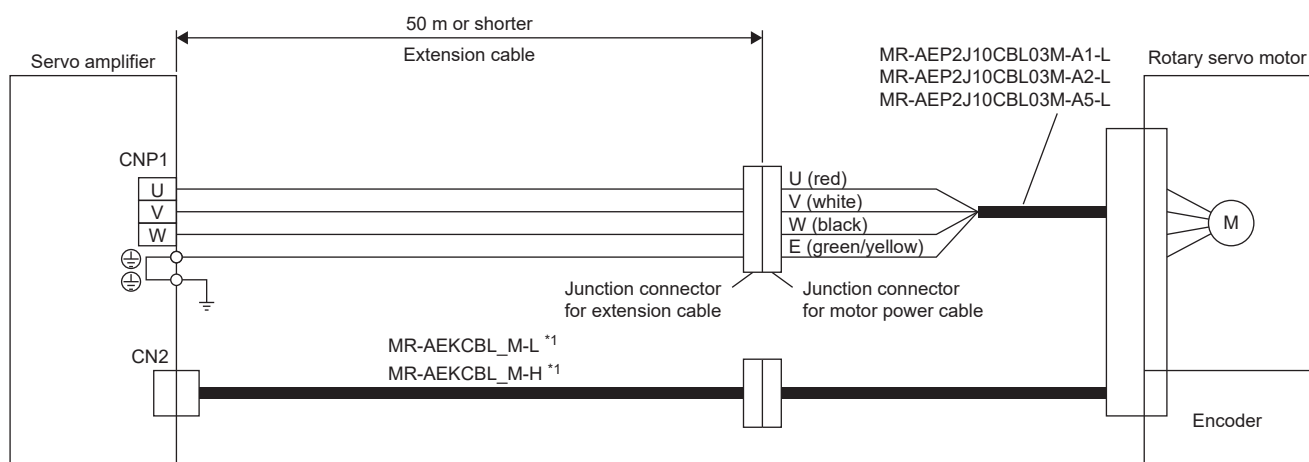 50 m or shorter
Extension cable
Servo amplifier
MR-AEP2J10CBL03M-A1-L
MR-AEP2J10CBL03M-A2-L
MR-AEP2J10CBL03M-A5-L
Rotary servo motor
CNP1
U
V
W
U (red)
V (white)
W (black)
E (green/yellow)
M
Junction connector
for extension cable
Junction connector
for motor power cable
CN2
MR-AEKCBL_M-L *1
MR-AEKCBL_M-H *1
Encoder